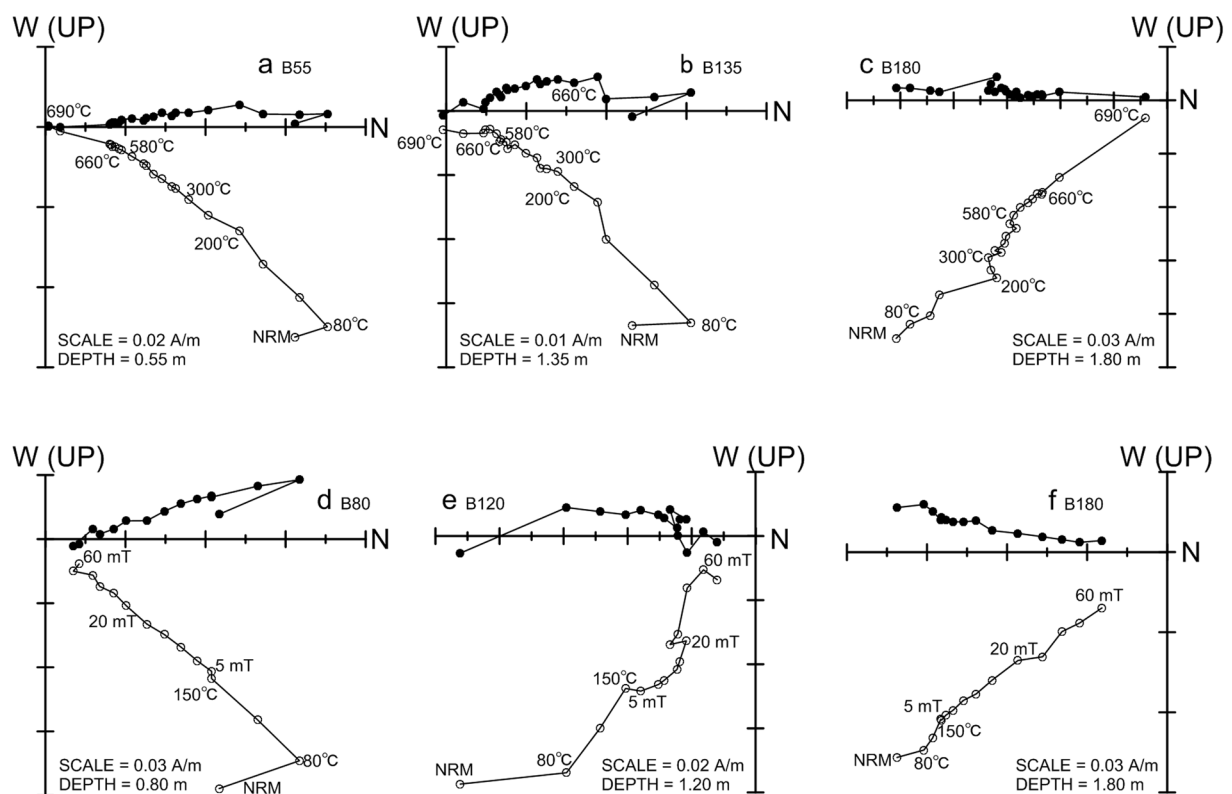 W (UP)
a B55
690°C
N
580°C
660°C
300°C
200°C
NRM
80°C
SCALE = 0.02 A/m
DEPTH = 0.55 m
W (UP)
b B135
660°C
N
690°C
580°C
660°C
300°C
200°C
NRM
80°C
SCALE = 0.01 A/m
DEPTH = 1.35 m
W (UP)
c B180
N
690°C
660°C
580°C
300°C
200°C
80°C
NRM
SCALE = 0.03 A/m
DEPTH = 1.80 m
W (UP)
d B80
N
60 mT
20 mT
5 mT
150°C
80°C
NRM
SCALE = 0.03 A/m
DEPTH = 0.80 m
W (UP)
e B120
N
60 mT
20 mT
150°C
5 mT
80°C
NRM
SCALE = 0.02 A/m
DEPTH = 1.20 m
W (UP)
f B180
N
60 mT
20 mT
5 mT
150°C
NRM
80°C
SCALE = 0.03 A/m
DEPTH = 1.80 m